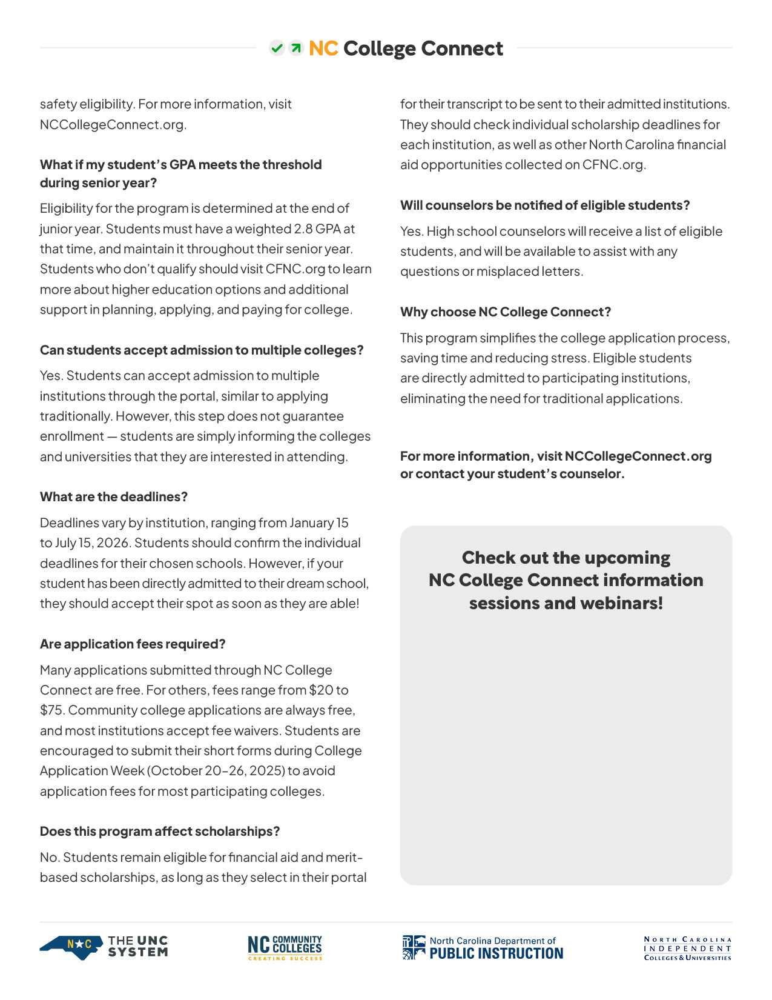 NC College Connect
safety eligibility. For more information, visit
NCCollegeConnect.org.
What if my student's GPA meets the threshold
during senior year?
Eligibility for the program is determined at the end of
junior year. Students must have a weighted 2.8 GPA at
that time, and maintain it throughout their senior year.
Students who don't qualify should visit CFNC.org to learn
more about higher education options and additional
support in planning, applying, and paying for college.
Can students accept admission to multiple colleges?
Yes. Students can accept admission to multiple
institutions through the portal, similar to applying
traditionally. However, this step does not guarantee
enrollment — students are simply informing the colleges
and universities that they are interested in attending.
What are the deadlines?
Deadlines vary by institution, ranging from January 15
to July 15, 2026. Students should confirm the individual
deadlines for their chosen schools. However, if your
student has been directly admitted to their dream school,
they should accept their spot as soon as they are able!
Are application fees required?
Many applications submitted through NC College
Connect are free. For others, fees range from $20 to
$75. Community college applications are always free,
and most institutions accept fee waivers. Students are
encouraged to submit their short forms during College
Application Week (October 20–26, 2025) to avoid
application fees for most participating colleges.
Does this program affect scholarships?
No. Students remain eligible for financial aid and merit-
based scholarships, as long as they select in their portal
for their transcript to be sent to their admitted institutions.
They should check individual scholarship deadlines for
each institution, as well as other North Carolina financial
aid opportunities collected on CFNC.org.
Will counselors be notified of eligible students?
Yes. High school counselors will receive a list of eligible
students, and will be available to assist with any
questions or misplaced letters.
Why choose NC College Connect?
This program simplifies the college application process,
saving time and reducing stress. Eligible students
are directly admitted to participating institutions,
eliminating the need for traditional applications.
For more information, visit NCCollegeConnect.org
or contact your student's counselor.
Check out the upcoming
NC College Connect information
sessions and webinars!
N C
THE UNC
SYSTEM
NC COMMUNITY
COLLEGES
CREATING SUCCESS
North Carolina Department of
PUBLIC INSTRUCTION
NORTH CAROLINA
INDEPENDENT
COLLEGES & UNIVERSITIES